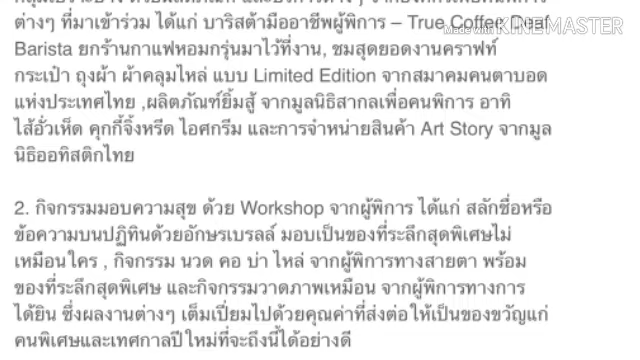 ต่างๆ ที่มาเข้าร่วม ได้แก่ บาริสต้ามืออาชีพผู้พิการ – True Coffee Deaf
Made with KINEMASTER
Barista ยกร้านกาแฟหอมกรุ่นมาไว้ที่งาน, ชมสุดยอดงานคราฟท์
กระเป๋า ถุงผ้า ผ้าคลุมไหล่ แบบ Limited Edition จากสมาคมคนตาบอด
แห่งประเทศไทย ,ผลิตภัณฑ์ยิ้มสู้ จากมูลนิธิสากลเพื่อคนพิการ อาทิ
ไส้อั่วเห็ด คุกกี้จิ้งหรีด ไอศกรีม และการจำหน่ายสินค้า Art Story จากมูล
นิธิออทิสติกไทย
2. กิจกรรมมอบความสุข ด้วย Workshop จากผู้พิการ ได้แก่ สลักชื่อหรือ
ข้อความบนปฏิทินด้วยอักษรเบรลล์ มอบเป็นของที่ระลึกสุดพิเศษไม่
เหมือนใคร , กิจกรรม นวด คอ บ่า ไหล่ จากผู้พิการทางสายตา พร้อม
ของที่ระลึกสุดพิเศษ และกิจกรรมวาดภาพเหมือน จากผู้พิการทางการ
ได้ยิน ซึ่งผลงานต่างๆ เต็มเปี่ยมไปด้วยคุณค่าที่ส่งต่อให้เป็นของขวัญแก่
คนพิเศษและเทศกาลปีใหม่ที่จะถึงนี้ได้อย่างดี